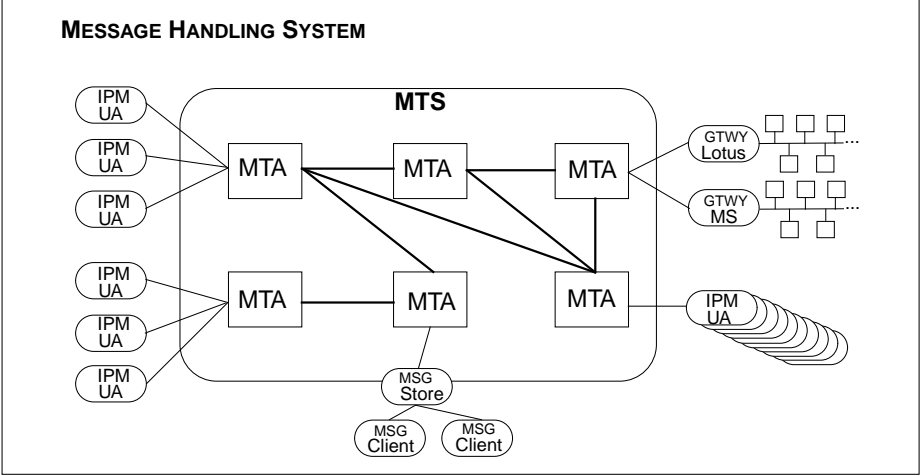 MESSAGE HANDLING SYSTEM
MTS
IPM
UA
IPM
UA
IPM
UA
MTA
MTA
MTA
GTWY
Lotus
...
GTWY
MS
...
IPM
UA
IPM
UA
IPM
UA
MTA
MTA
MTA
IPM
UA
MSG
Store
MSG
Client
MSG
Client